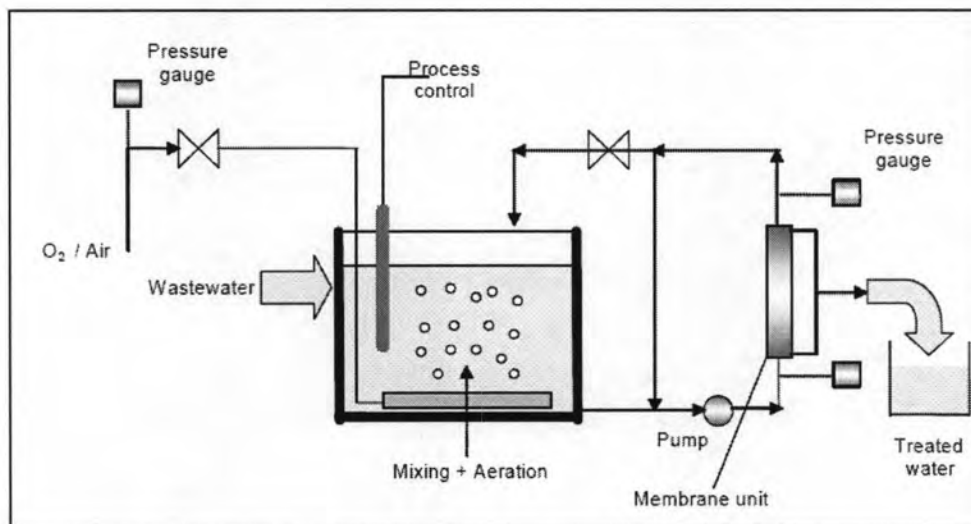 Pressure
gauge
Process
control
Pressure
gauge
O₂ / Air
Wastewater
Pump
Mixing + Aeration
Membrane unit
Treated
water